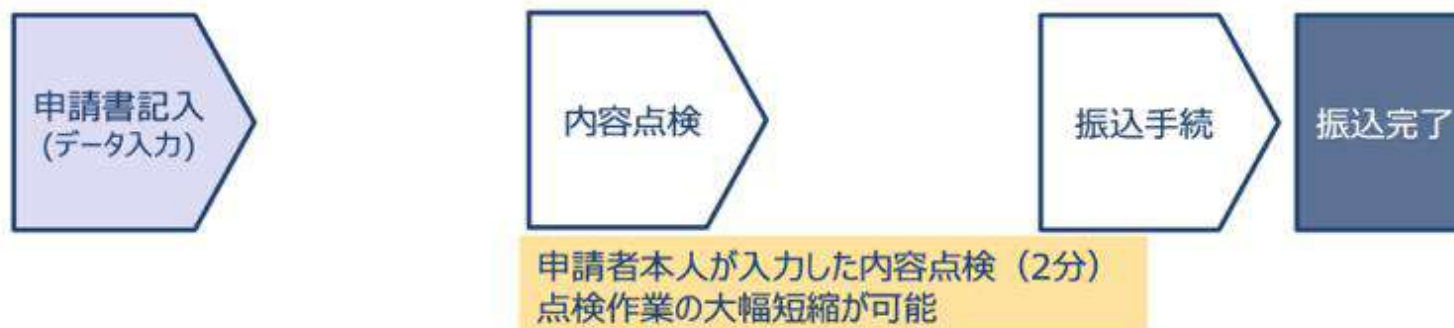 申請書記入
(データ入力)
内容点検
振込手続
振込完了
申請者本人が入力した内容点検（2分）
点検作業の大幅短縮が可能